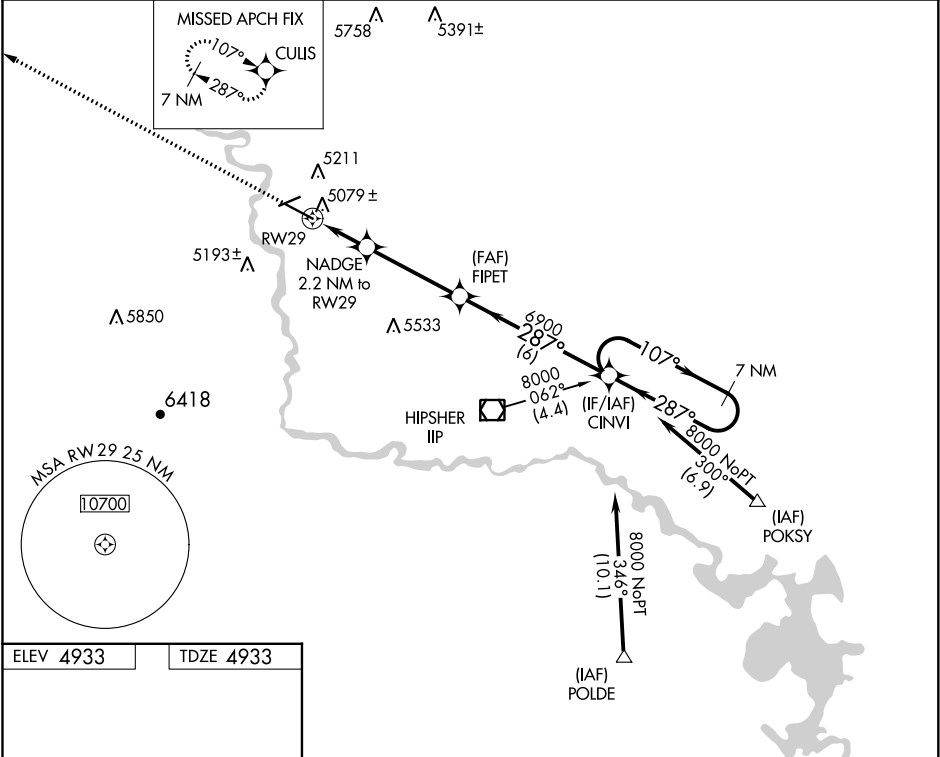 MISSED APCH FIX
107°
CULIS
287°
7 NM
5758
5391±
5211
5079 ±
RW29
5193±
NADGE
2.2 NM to
RW29
(FAF)
FIPET
5850
5533
6900
287°
(6)
107°
7 NM
6418
HIPSHER
IIP
8000
062°
(4.4)
(IF/IAF)
CINVI
287°
8000 NoPT
300°
(6.9)
(IAF)
POKSY
MSA RW29 25 NM
10700
8000 NoPT
346°
(10.1)
(IAF)
POLDE
ELEV 4933
TDZE 4933